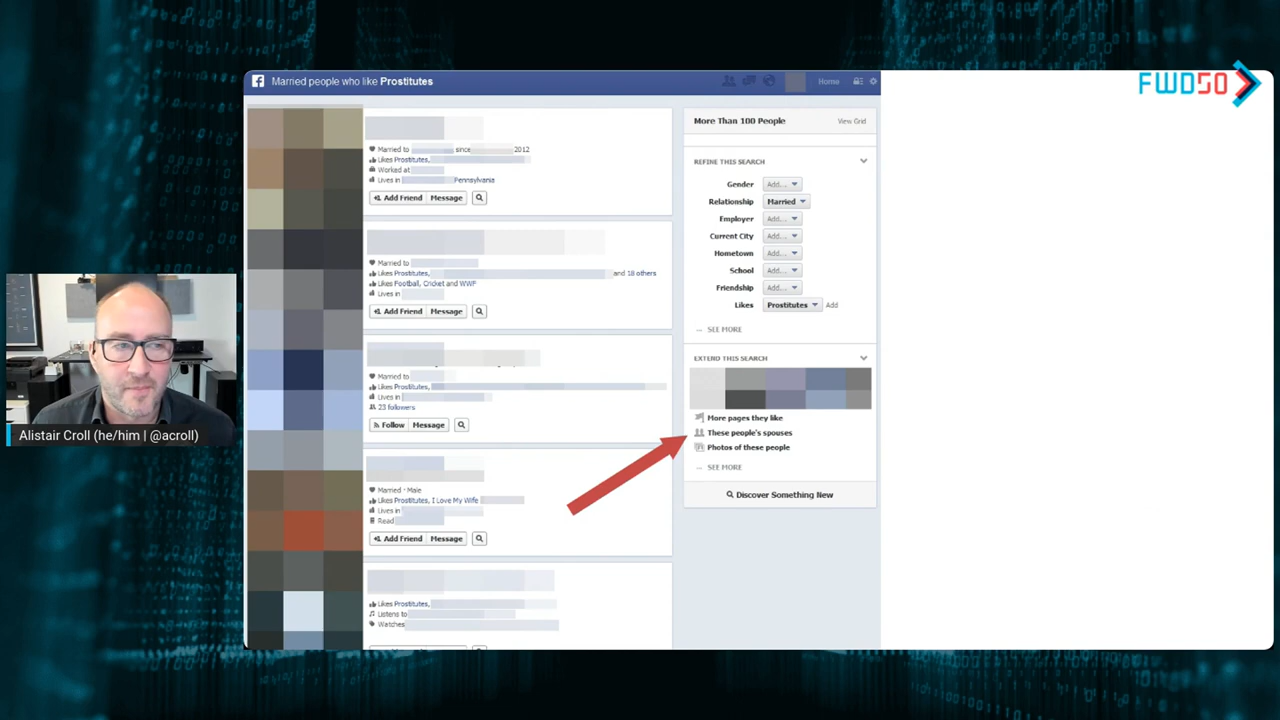 FWD50
Married people who like Prostitutes
Home
Married to
since
2012
Likes Prostitutes,
Worked at
Lives in
Pennsylvania
Add Friend
Message
Married to
Likes Prostitutes,
and 18 others
Likes Football, Cricket and WWF
Lives in
Add Friend
Message
Married to
Likes Prostitutes,
Lives in
23 followers
Follow
Message
Married - Male
Likes Prostitutes, I Love My Wife
Lives in
Read
Add Friend
Message
Likes Prostitutes,
Listens to
Watches
More Than 100 People
View Grid
REFINE THIS SEARCH
Gender Add...
Relationship Married
Employer Add...
Current City Add...
Hometown Add...
School Add...
Friendship Add...
Likes Prostitutes Add
... SEE MORE
EXTEND THIS SEARCH
More pages they like
These people's spouses
Photos of these people
... SEE MORE
Discover Something New
Alistair Croll (he/him | @acroll)